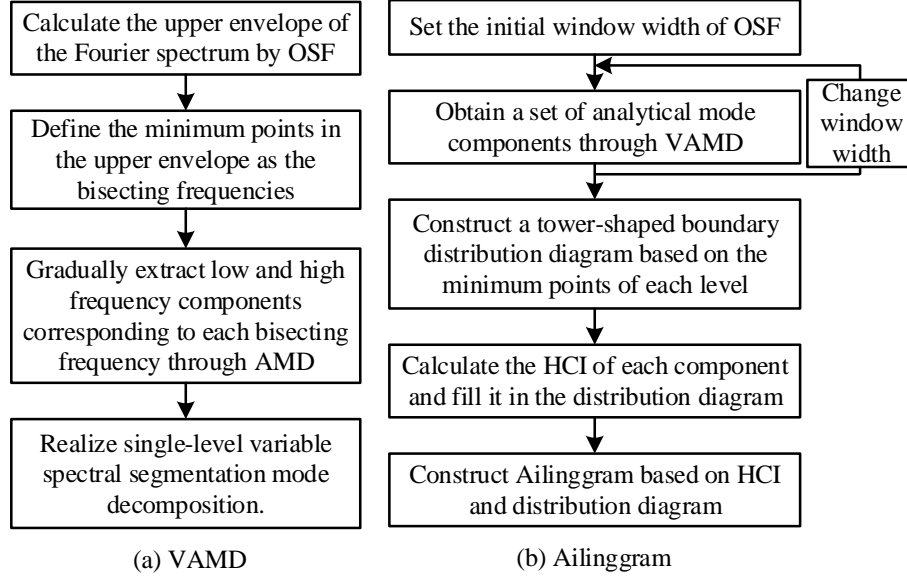 Calculate the upper envelope of
the Fourier spectrum by OSF
Define the minimum points in
the upper envelope as the
bisecting frequencies
Gradually extract low and high
frequency components
corresponding to each bisecting
frequency through AMD
Realize single-level variable
spectral segmentation mode
decomposition.
(a) VAMD
Set the initial window width of OSF
Obtain a set of analytical mode
components through VAMD
Change
window
width
Construct a tower-shaped boundary
distribution diagram based on the
minimum points of each level
Calculate the HCI of each component
and fill it in the distribution diagram
Construct Ailinggram based on HCI
and distribution diagram
(b) Ailinggram